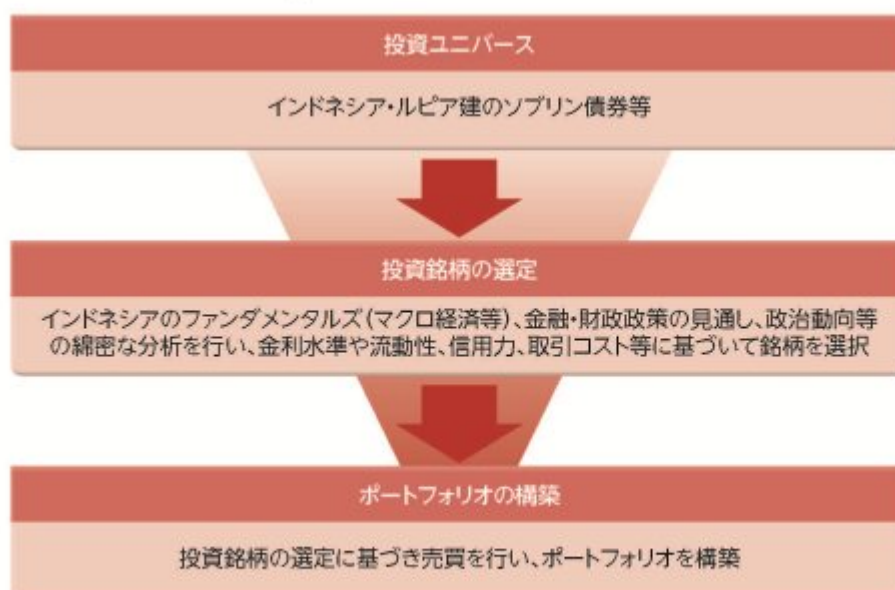 投資ユニバース
インドネシア・ルピア建のソブリン債券等
投資銘柄の選定
インドネシアのファンダメンタルズ(マクロ経済等)、金融・財政政策の見通し、政治動向等
の綿密な分析を行い、金利水準や流動性、信用力、取引コスト等に基づいて銘柄を選択
ポートフォリオの構築
投資銘柄の選定に基づき売買を行い、ポートフォリオを構築